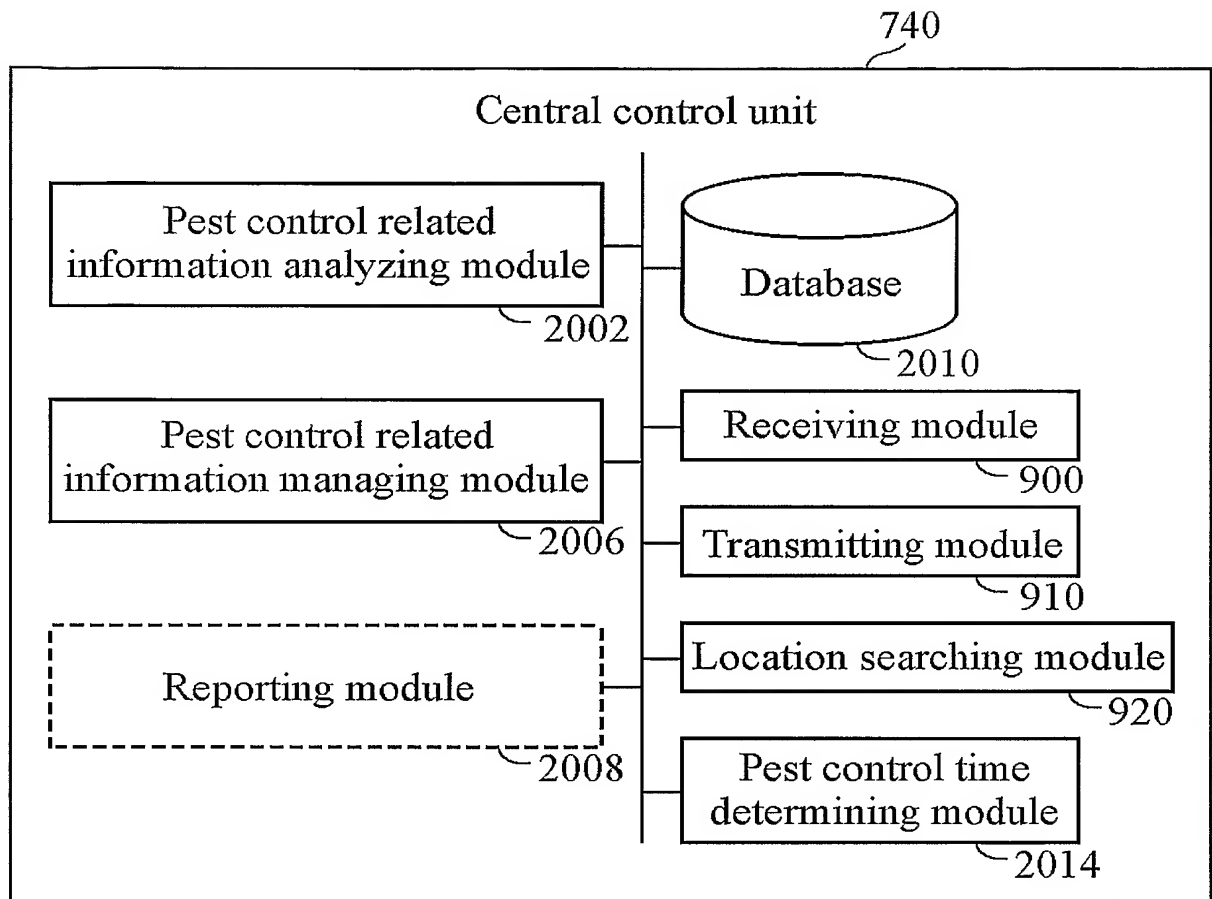 740
Central control unit
Pest control related
information analyzing module
2002
Database
2010
Pest control related
information managing module
2006
Receiving module
900
Transmitting module
910
Reporting module
2008
Location searching module
920
Pest control time
determining module
2014